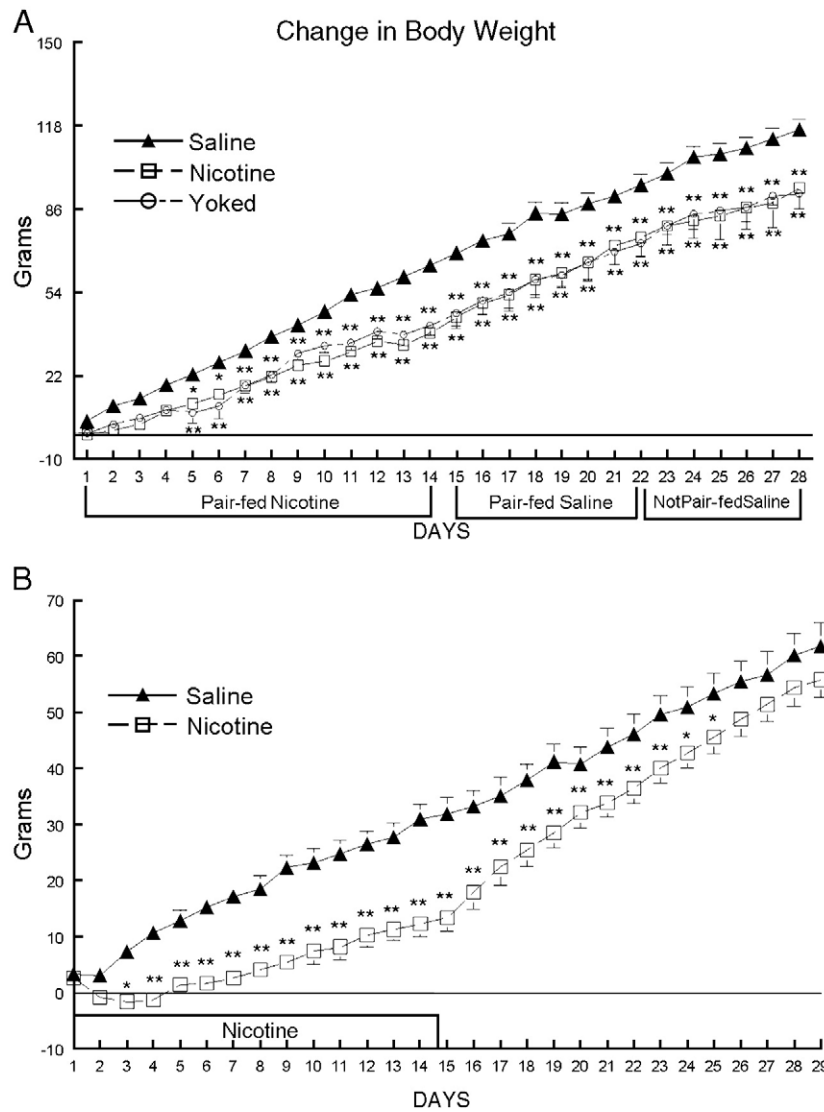 A
Change in Body Weight
150
118
86
54
22
-10
Grams
Saline
Nicotine
Yoked
* * ** ** ** ** ** ** ** ** ** ** ** ** ** ** ** ** ** ** ** ** ** **
** ** ** ** ** ** ** ** ** ** ** ** ** ** ** ** ** ** ** ** ** ** ** **
1 2 3 4 5 6 7 8 9 10 11 12 13 14 15 16 17 18 19 20 21 22 23 24 25 26 27 28
Pair-fed Nicotine Pair-fed Saline NotPair-fedSaline
DAYS
B
70
60
50
40
30
20
10
0
-10
Grams
Saline
Nicotine
* ** ** ** ** ** ** ** ** ** ** ** ** ** ** ** ** ** ** ** ** * *
Nicotine
1 2 3 4 5 6 7 8 9 10 11 12 13 14 15 16 17 18 19 20 21 22 23 24 25 26 27 28 29
DAYS